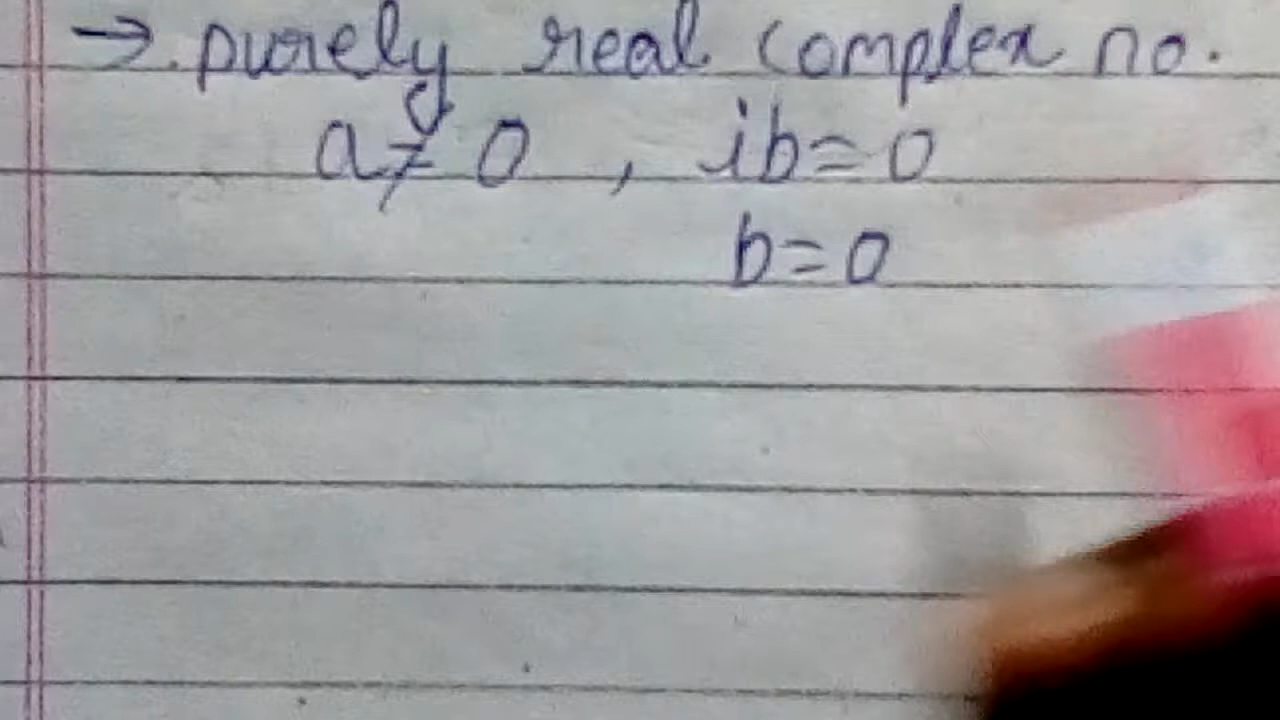 → purely real complex no.
a ≠ 0 , ib = 0
b = 0